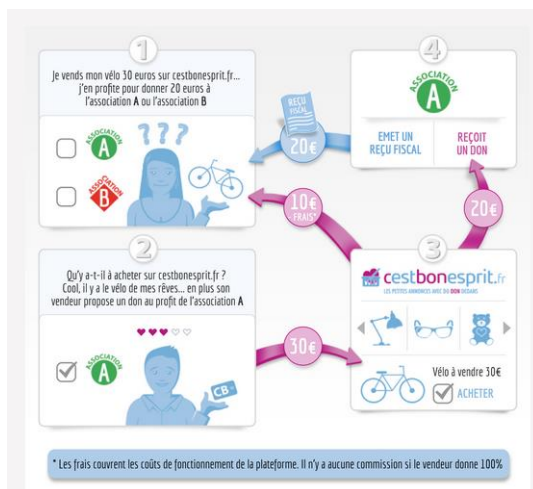 1
Je vends mon vélo 30 euros sur cestbonesprit.fr...
j'en profite pour donner 20 euros à
l'association A ou l'association B
ASSOCIATION
A
ASSOCIATION
B
???
REÇU
FISCAL
20€
10€
FRAIS*
4
ASSOCIATION
A
EMET UN
REÇU FISCAL
REÇOIT
UN DON
20€
2
Qu'y a-t-il à acheter sur cestbonesprit.fr ?
Cool, il y a le vélo de mes rêves... en plus son
vendeur propose un don au profit de l'association A
ASSOCIATION
A
CB
30€
3
cestbonesprit.fr
LES PETITES ANNONCES AVEC DU DON DEDANS
Vélo à vendre 30€
ACHETER
* Les frais couvrent les coûts de fonctionnement de la plateforme. Il n'y a aucune commission si le vendeur donne 100%